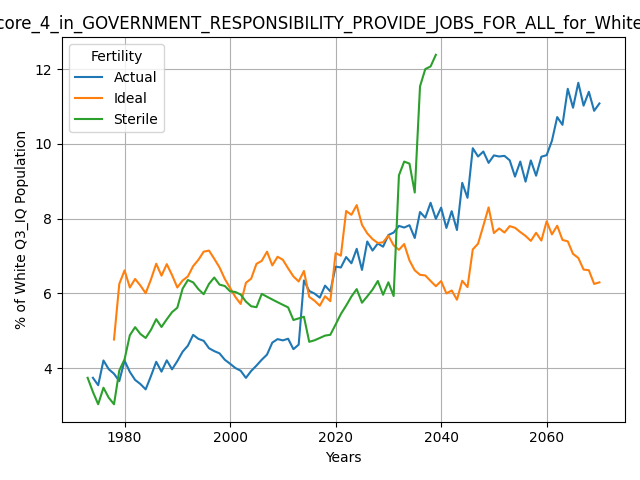 core_4_in_GOVERNMENT_RESPONSIBILITY_PROVIDE_JOBS_FOR_ALL_for_White
Fertility
Actual
Ideal
Sterile
% of White Q3_IQ Population
12
10
8
6
4
1980 2000 2020 2040 2060
Years